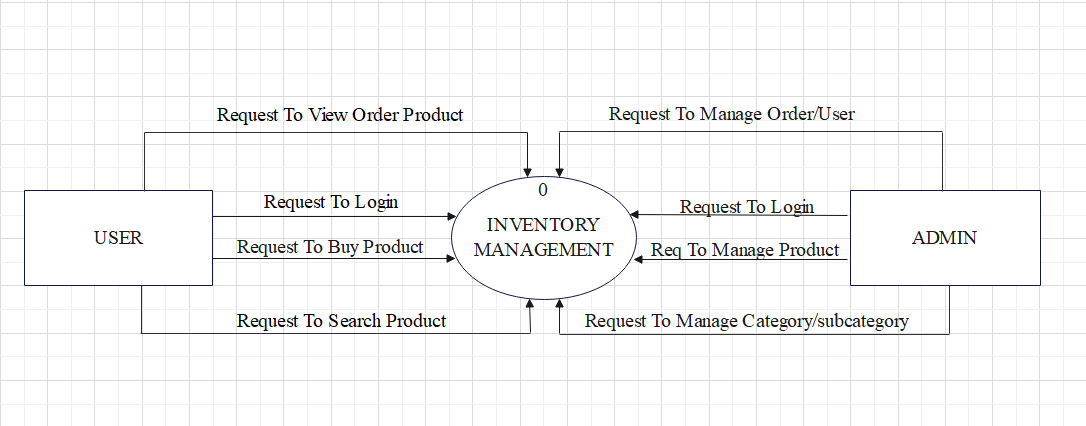 Request To View Order Product
Request To Manage Order/User
0
Request To Login
Request To Login
INVENTORY
MANAGEMENT
USER
ADMIN
Request To Buy Product
Req To Manage Product
Request To Search Product
Request To Manage Category/subcategory